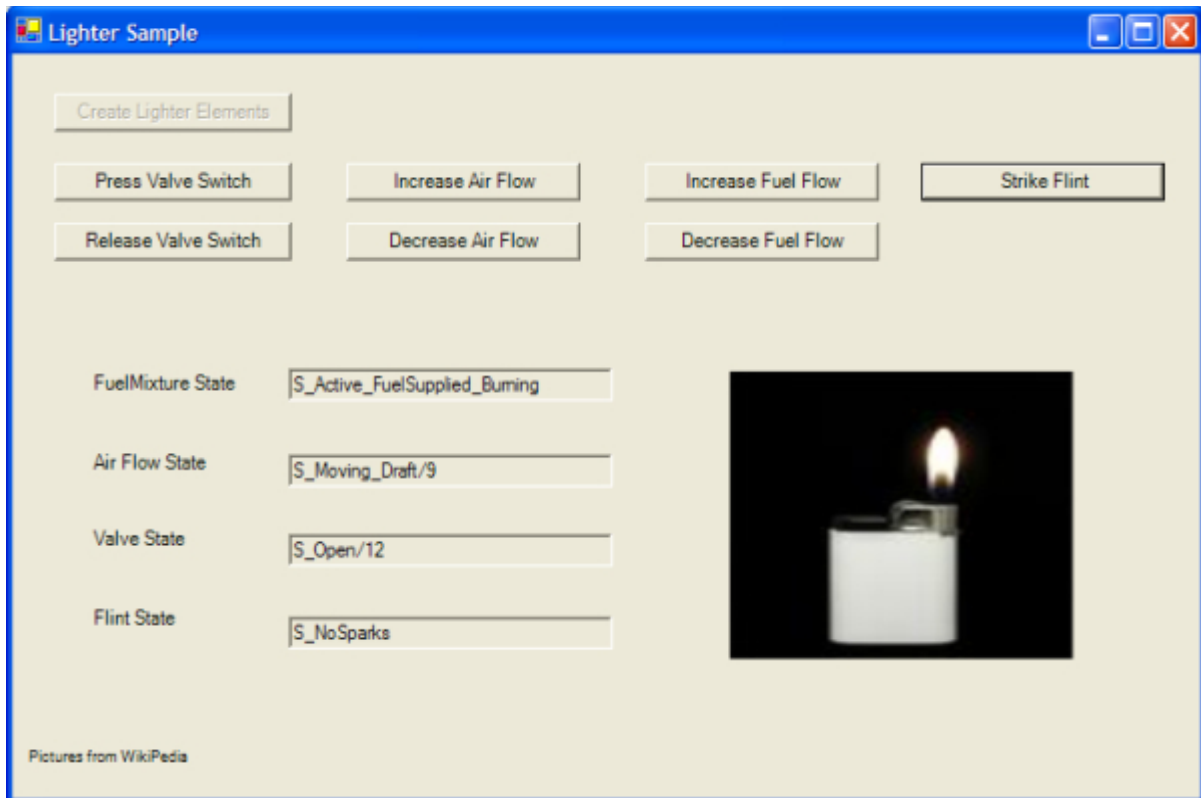 Lighter Sample
Create Lighter Elements
Press Valve Switch
Increase Air Flow
Increase Fuel Flow
Strike Flint
Release Valve Switch
Decrease Air Flow
Decrease Fuel Flow
FuelMixture State
S_Active_FuelSupplied_Burning
Air Flow State
S_Moving_Draft/9
Valve State
S_Open/12
Flint State
S_NoSparks
Pictures from WikiPedia